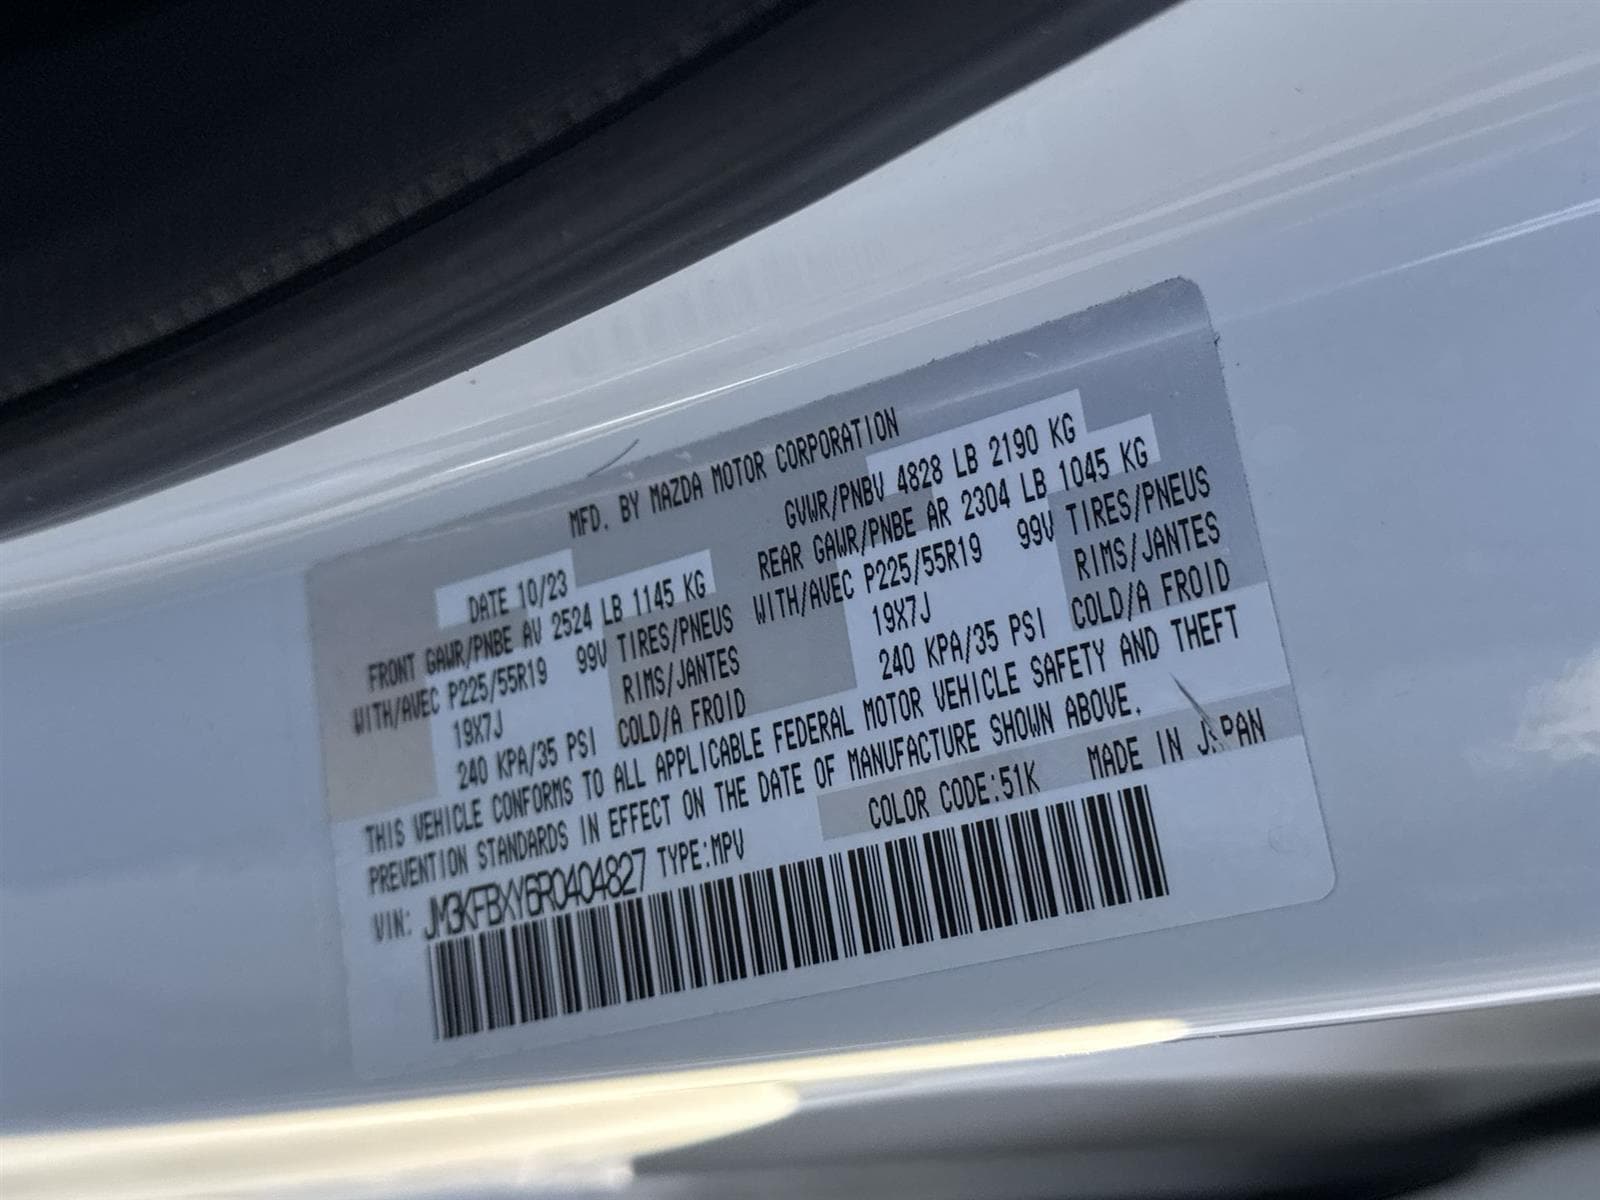 MFD. BY MAZDA MOTOR CORPORATION
DATE 10/23 GVWR/PNBV 4828 LB 2190 KG
FRONT GAWR/PNBE AV 2524 LB 1145 KG REAR GAWR/PNBE AR 2304 LB 1045 KG
WITH/AVEC P225/55R19 99V TIRES/PNEUS WITH/AVEC P225/55R19 99V TIRES/PNEUS
19X7J RIMS/JANTES 19X7J RIMS/JANTES
240 KPA/35 PSI COLD/A FROID 240 KPA/35 PSI COLD/A FROID
THIS VEHICLE CONFORMS TO ALL APPLICABLE FEDERAL MOTOR VEHICLE SAFETY AND THEFT
PREVENTION STANDARDS IN EFFECT ON THE DATE OF MANUFACTURE SHOWN ABOVE.
VIN: JM3KFBXY6R0404827 TYPE:MPV COLOR CODE:51K MADE IN JAPAN